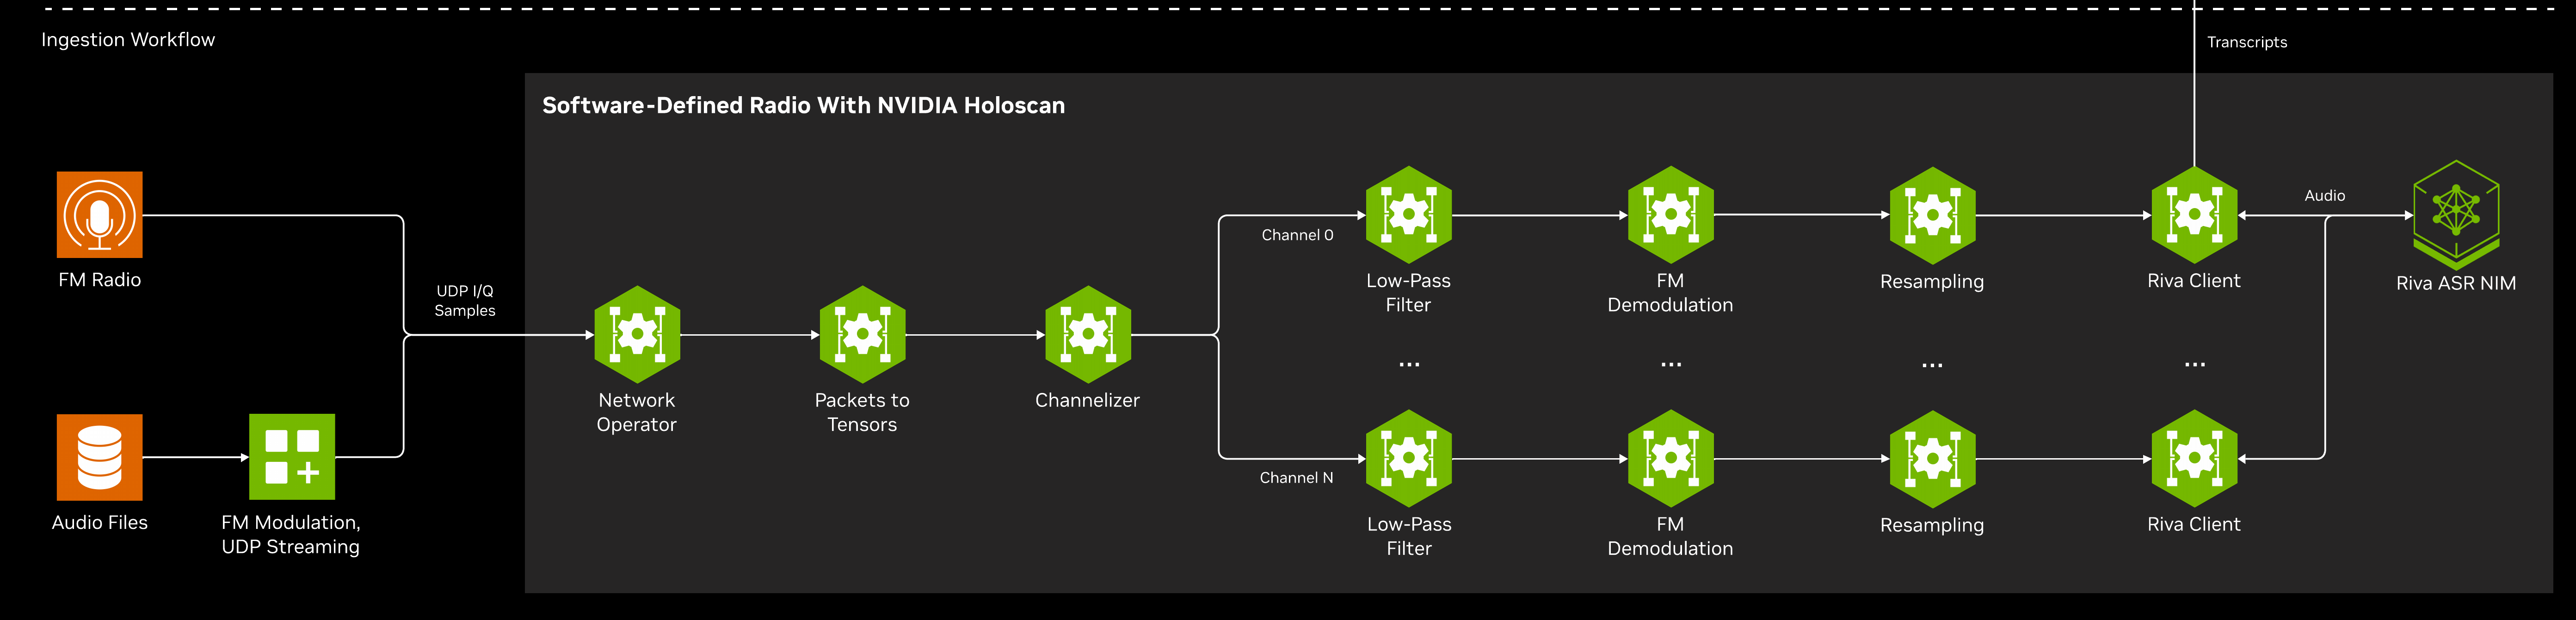 Ingestion Workflow
Transcripts
Software-Defined Radio With NVIDIA Holoscan
FM Radio
Audio Files
FM Modulation,
UDP Streaming
UDP I/Q
Samples
Network
Operator
Packets to
Tensors
Channelizer
Channel 0
Low-Pass
Filter
FM
Demodulation
Resampling
Riva Client
Audio
Riva ASR NIM
...
...
...
...
Channel N
Low-Pass
Filter
FM
Demodulation
Resampling
Riva Client